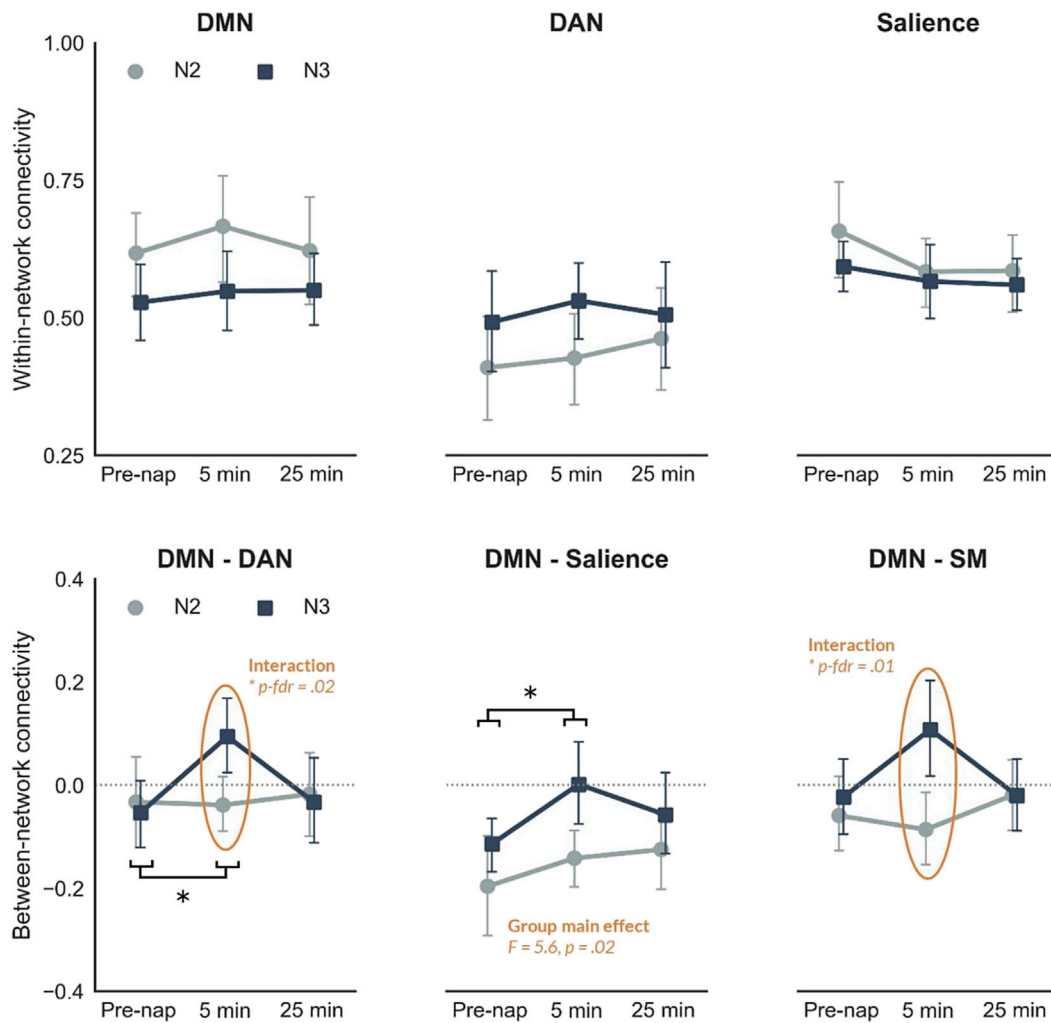 DMN
DAN
Salience
1.00
0.75
0.50
0.25
Within-network connectivity
N2 N3
Pre-nap 5 min 25 min
Pre-nap 5 min 25 min
Pre-nap 5 min 25 min
DMN - DAN
DMN - Salience
DMN - SM
0.4
0.2
0.0
−0.2
−0.4
Between-network connectivity
N2 N3
Interaction
* p-fdr = .02
*
*
Group main effect
F = 5.6, p = .02
Interaction
* p-fdr = .01
Pre-nap 5 min 25 min
Pre-nap 5 min 25 min
Pre-nap 5 min 25 min